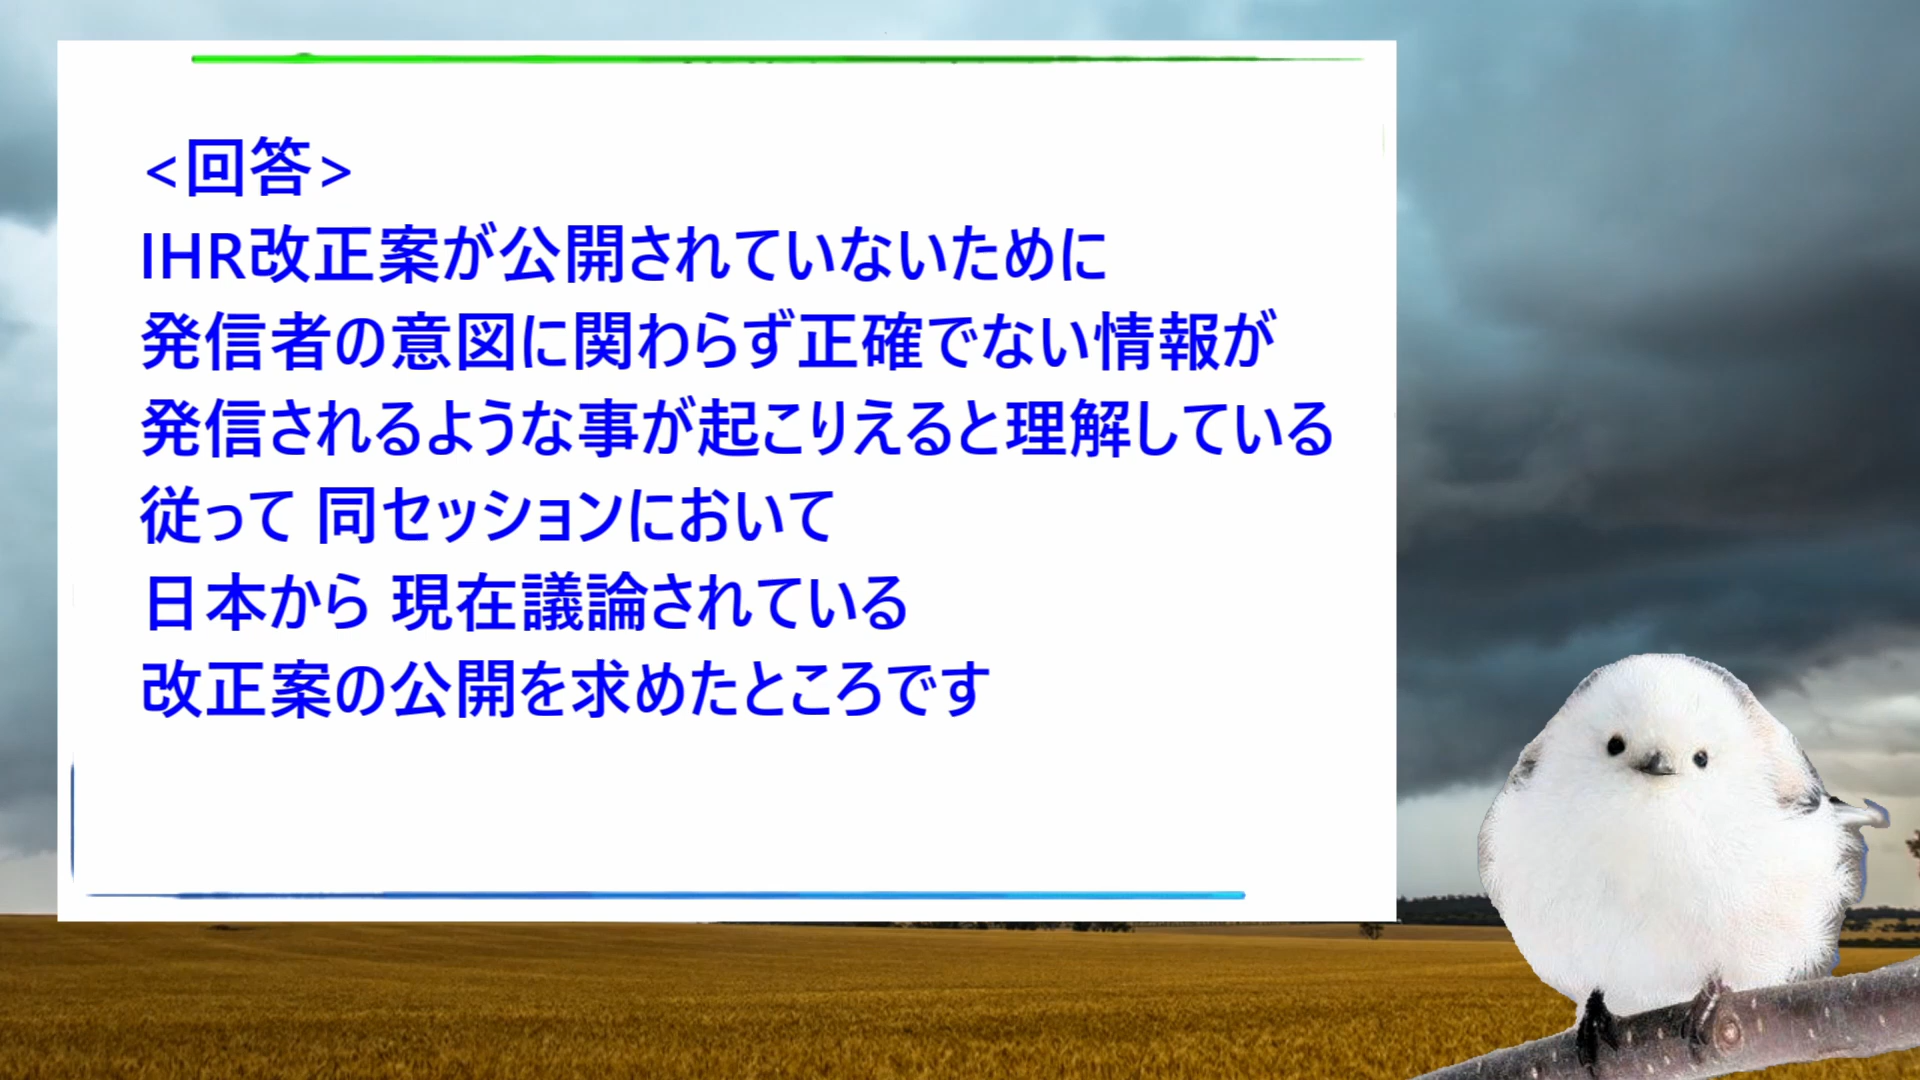 <回答>
IHR改正案が公開されていないために
発信者の意図に関わらず正確でない情報が
発信されるような事が起こりえると理解している
従って 同セッションにおいて
日本から 現在議論されている
改正案の公開を求めたところです